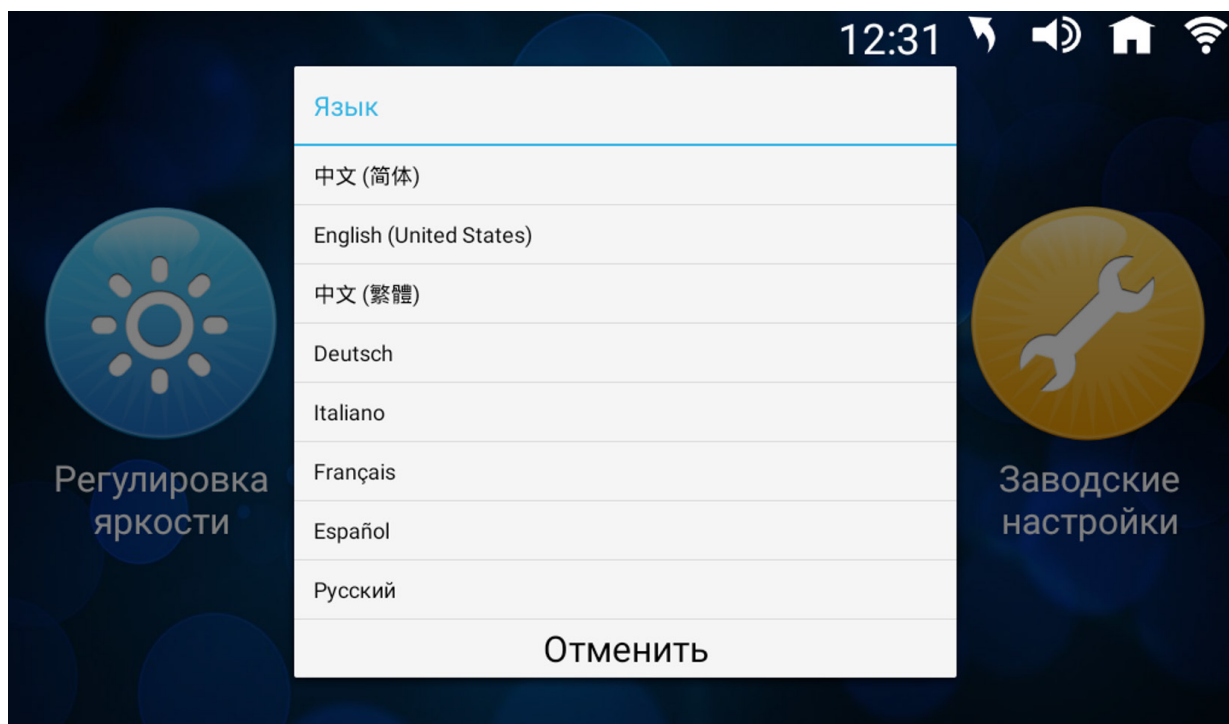 12:31
Язык
中文 (简体)
English (United States)
中文 (繁體)
Deutsch
Italiano
Français
Español
Русский
Отменить
Регулировка
яркости
Заводские
настройки